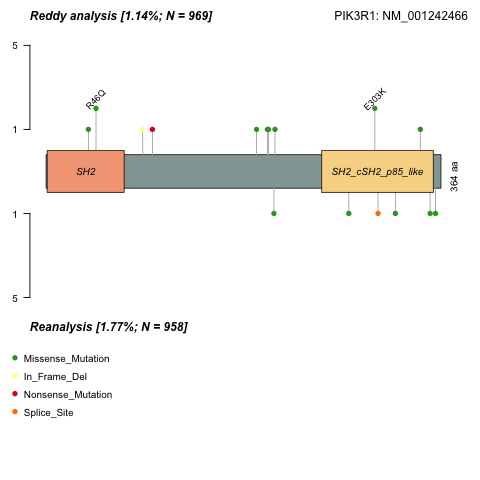 Reddy analysis [1.14%; N = 969]
PIK3R1: NM_001242466
5
R46Q
E303K
1
SH2
SH2_cSH2_p85_like
364 aa
1
5
Reanalysis [1.77%; N = 958]
Missense_Mutation
In_Frame_Del
Nonsense_Mutation
Splice_Site